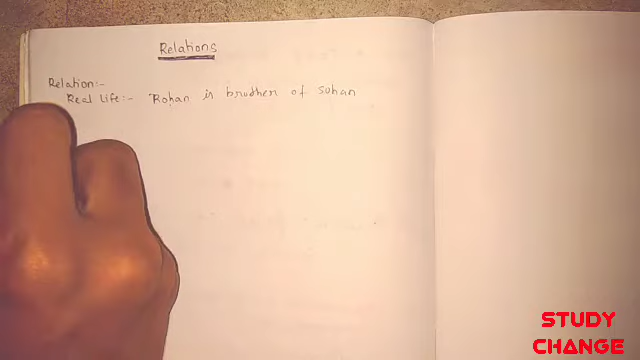 Relations
Relation:-
Real Life:- Rohan is brother of Sohan
STUDY
CHANGE